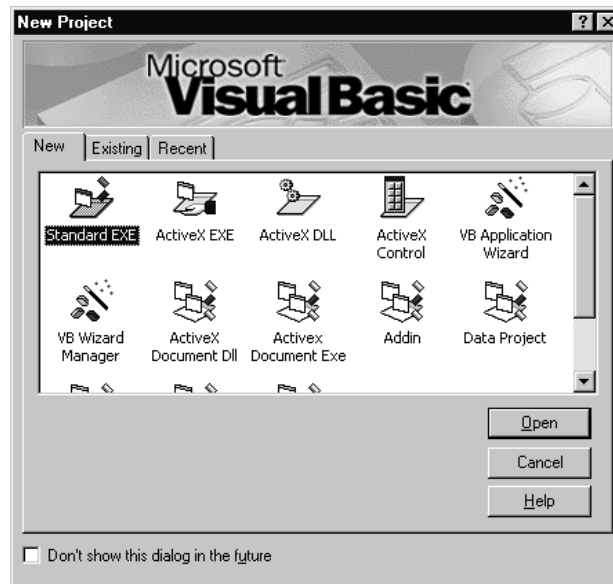 New Project
Microsoft
Visual Basic
New Existing Recent
Standard EXE ActiveX EXE ActiveX DLL ActiveX Control VB Application Wizard
VB Wizard Manager ActiveX Document Dll Activex Document Exe Addin Data Project
Open
Cancel
Help
Don't show this dialog in the future